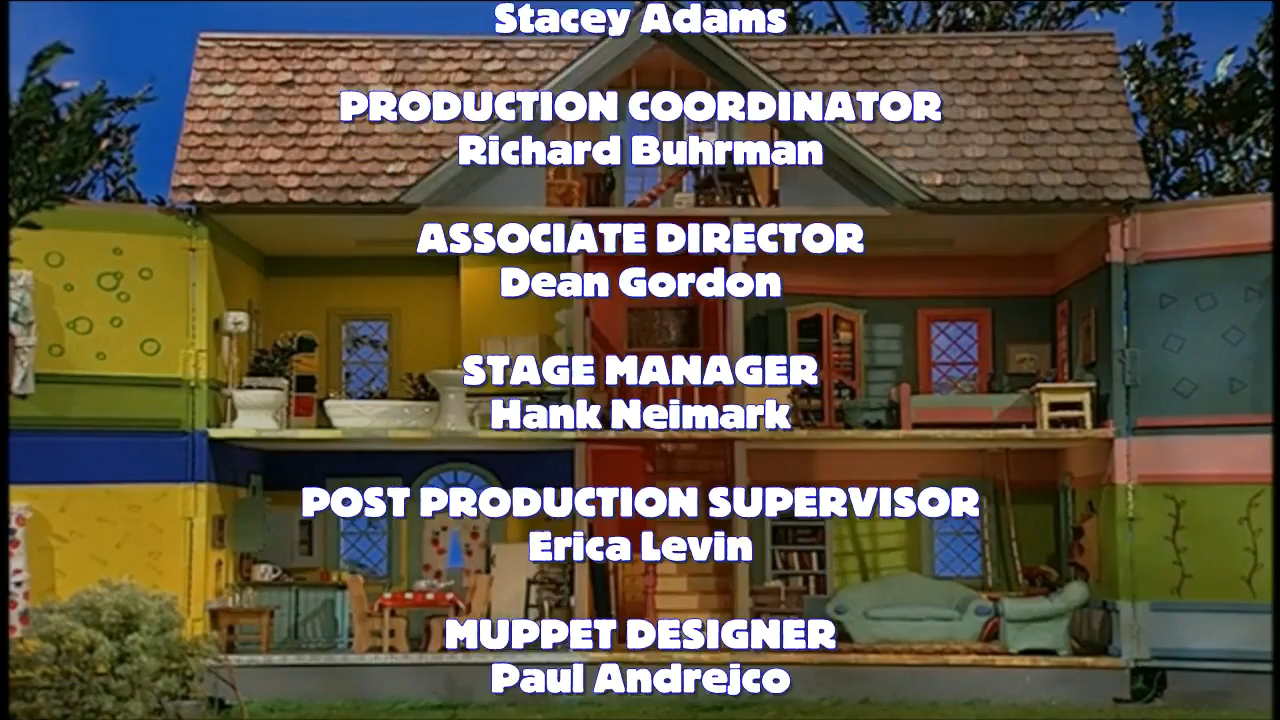 Stacey Adams
PRODUCTION COORDINATOR
Richard Buhrman
ASSOCIATE DIRECTOR
Dean Gordon
STAGE MANAGER
Hank Neimark
POST PRODUCTION SUPERVISOR
Erica Levin
MUPPET DESIGNER
Paul Andrejco